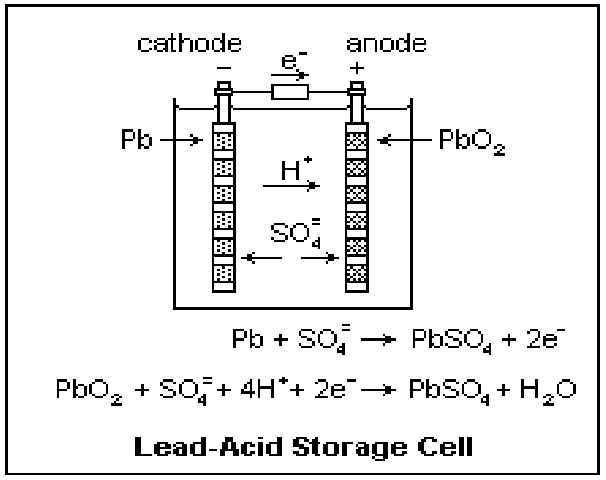 cathode anode
− e⁻ +
Pb PbO₂
H⁺
SO₄⁼
Pb + SO₄⁼ → PbSO₄ + 2e⁻
PbO₂ + SO₄⁼ + 4H⁺ + 2e⁻ → PbSO₄ + H₂O
Lead-Acid Storage Cell